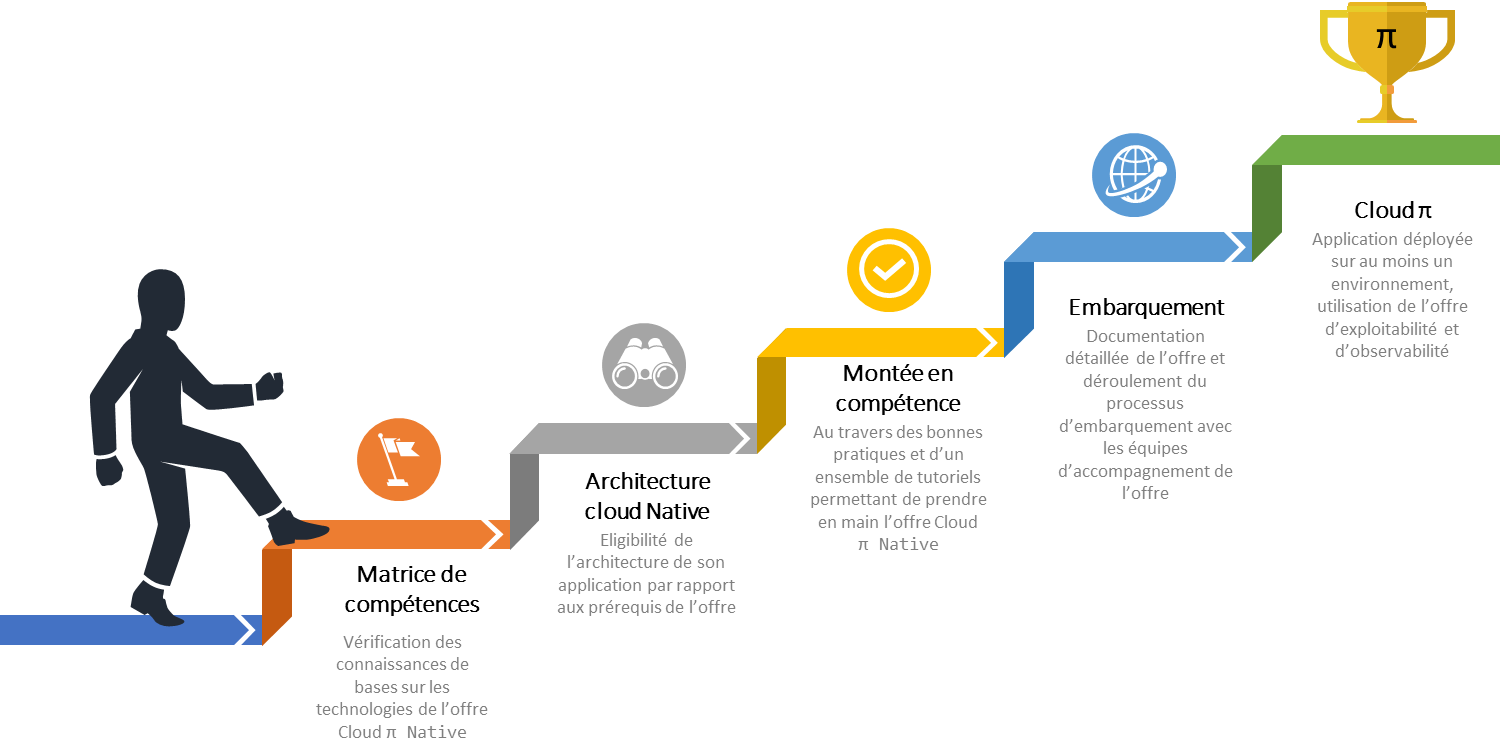 Matrice de
compétences
Vérification des
connaissances de
bases sur les
technologies de l’offre
Cloud π Native
Architecture
cloud Native
Eligibilité de
l’architecture de son
application par rapport
aux prérequis de l’offre
Montée en
compétence
Au travers des bonnes
pratiques et d’un
ensemble de tutoriels
permettant de prendre
en main l’offre Cloud
π Native
Embarquement
Documentation
détaillée de l’offre et
déroulement du
processus
d’embarquement avec
les équipes
d’accompagnement de
l’offre
π
Cloud π
Application déployée
sur au moins un
environnement,
utilisation de l’offre
d’exploitabilité et
d’observabilité